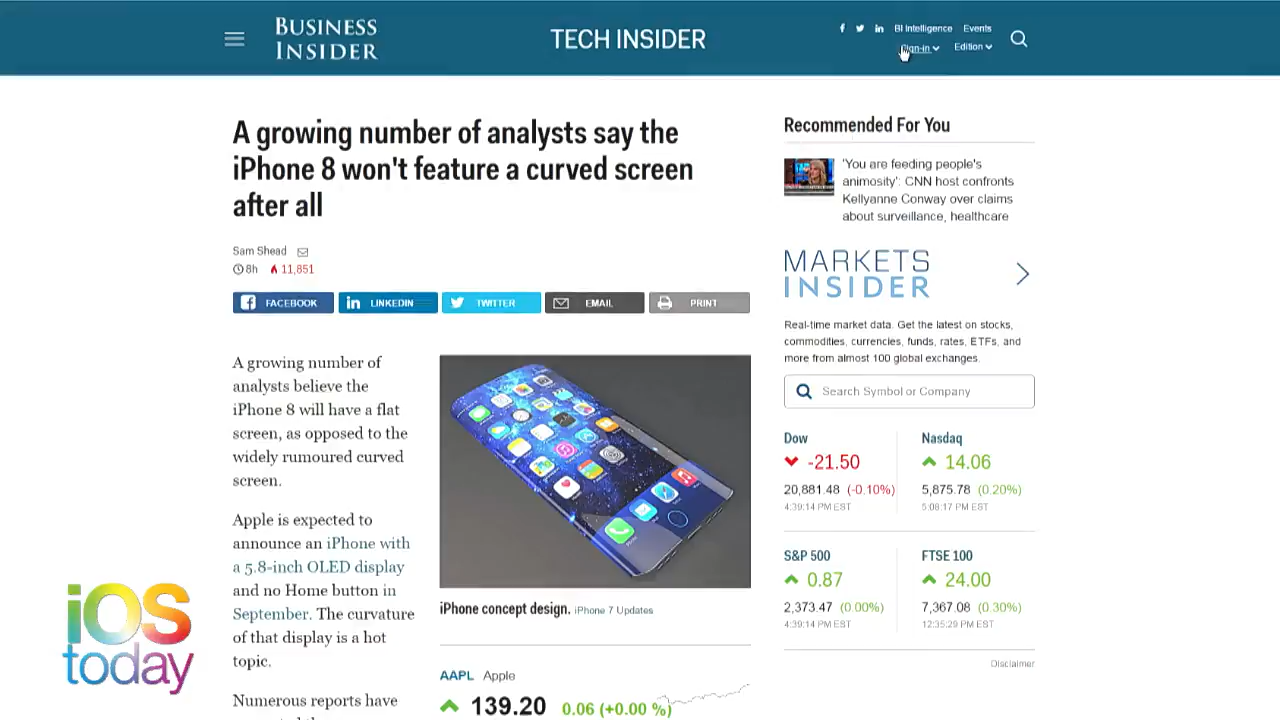 BUSINESS
INSIDER
TECH INSIDER
BI Intelligence
Events
Sign-in
Edition
A growing number of analysts say the
iPhone 8 won't feature a curved screen
after all
Sam Shead
8h
11,851
FACEBOOK
LINKEDIN
TWITTER
EMAIL
PRINT
A growing number of
analysts believe the
iPhone 8 will have a flat
screen, as opposed to the
widely rumoured curved
screen.
Apple is expected to
announce an iPhone with
a 5.8-inch OLED display
and no Home button in
September. The curvature
of that display is a hot
topic.
Numerous reports have
iPhone concept design. iPhone 7 Updates
AAPL Apple
139.20 0.06 (+0.00 %)
Recommended For You
'You are feeding people's
animosity': CNN host confronts
Kellyanne Conway over claims
about surveillance, healthcare
MARKETS
INSIDER
Real-time market data. Get the latest on stocks,
commodities, currencies, funds, rates, ETFs, and
more from almost 100 global exchanges.
Search Symbol or Company
Dow
-21.50
20,881.48 (-0.10%)
4:39:14 PM EST
Nasdaq
14.06
5,875.78 (0.20%)
5:08:17 PM EST
S&P 500
0.87
2,373.47 (0.00%)
4:39:14 PM EST
FTSE 100
24.00
7,367.08 (0.30%)
12:35:29 PM EST
Disclaimer
iOS
today